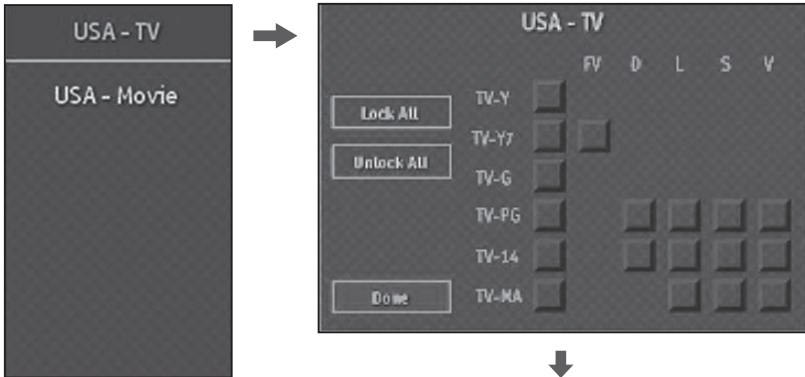 USA - TV
USA - Movie
USA - TV
FV D L S V
Lock All
Unlock All
Done
TV-Y
TV-Y7
TV-G
TV-PG
TV-14
TV-MA